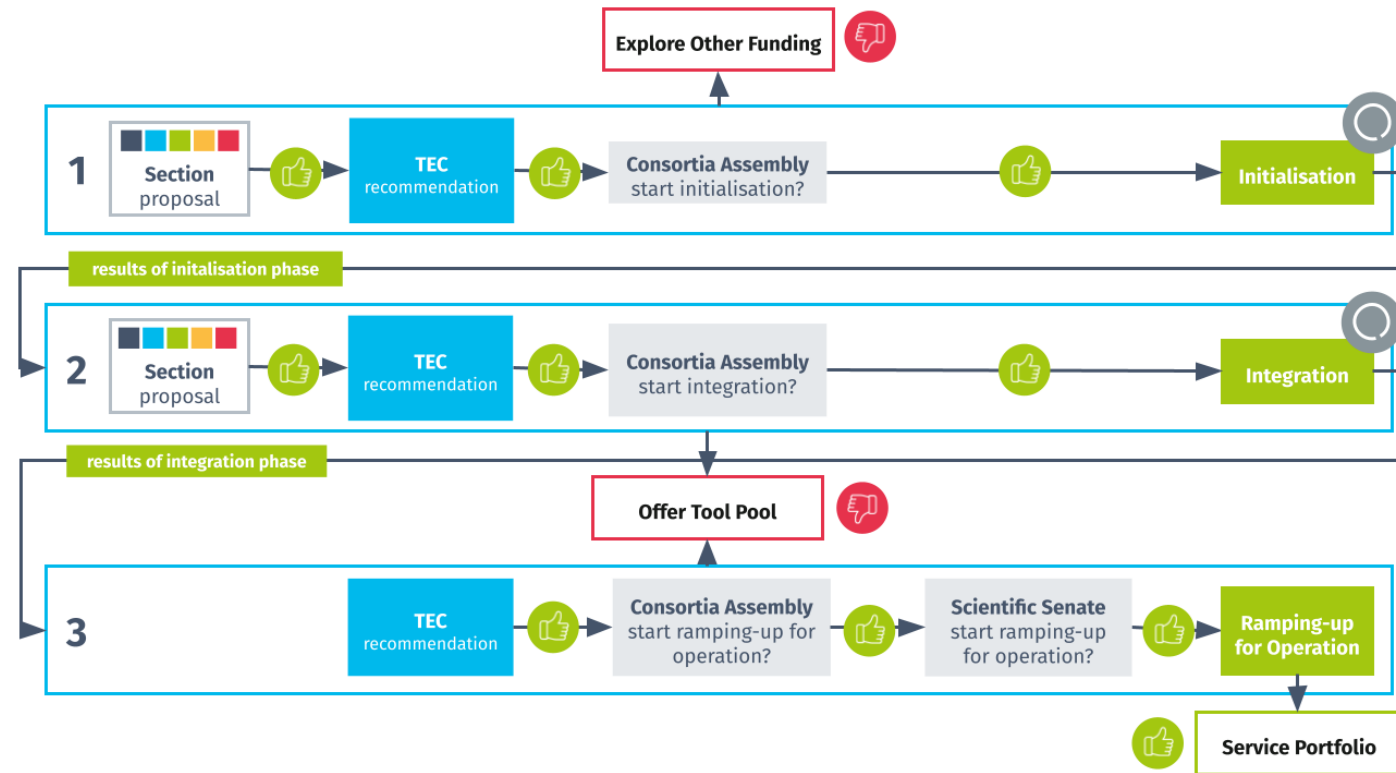 Explore Other Funding
1
Section
proposal
TEC
recommendation
Consortia Assembly
start initialisation?
Initialisation
results of initalisation phase
2
Section
proposal
TEC
recommendation
Consortia Assembly
start integration?
Integration
results of integration phase
Offer Tool Pool
3
TEC
recommendation
Consortia Assembly
start ramping-up for
operation?
Scientific Senate
start ramping-up
for operation?
Ramping-up
for Operation
Service Portfolio